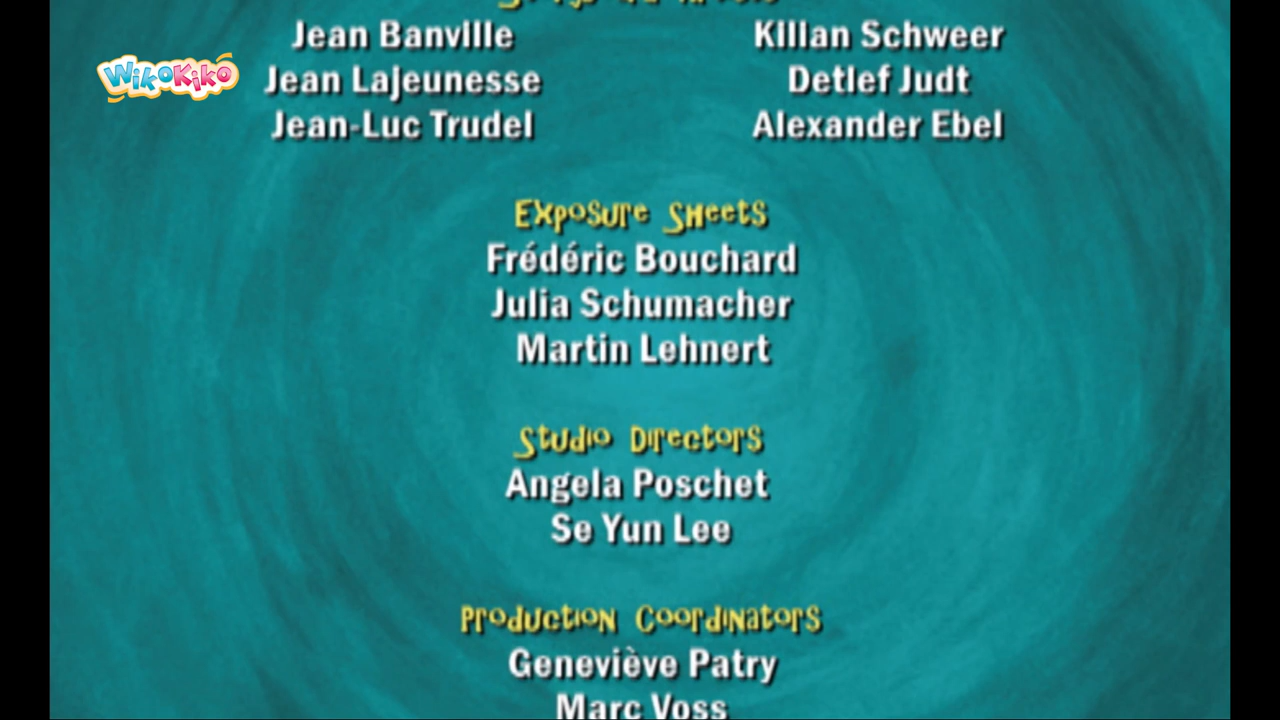 WikoKiko
Jean Banville Kilian Schweer
Jean LaJeunesse Detlef Judt
Jean-Luc Trudel Alexander Ebel
Exposure Sheets
Frédéric Bouchard
Julia Schumacher
Martin Lehnert
Studio Directors
Angela Poschet
Se Yun Lee
Production Coordinators
Geneviève Patry
Marc Voss